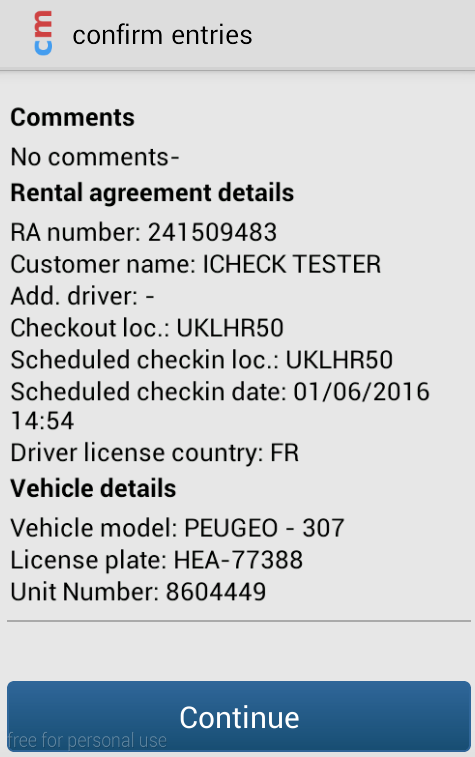 cm
confirm entries
Comments
No comments-
Rental agreement details
RA number: 241509483
Customer name: ICHECK TESTER
Add. driver: -
Checkout loc.: UKLHR50
Scheduled checkin loc.: UKLHR50
Scheduled checkin date: 01/06/2016
14:54
Driver license country: FR
Vehicle details
Vehicle model: PEUGEO - 307
License plate: HEA-77388
Unit Number: 8604449
Continue
free for personal use